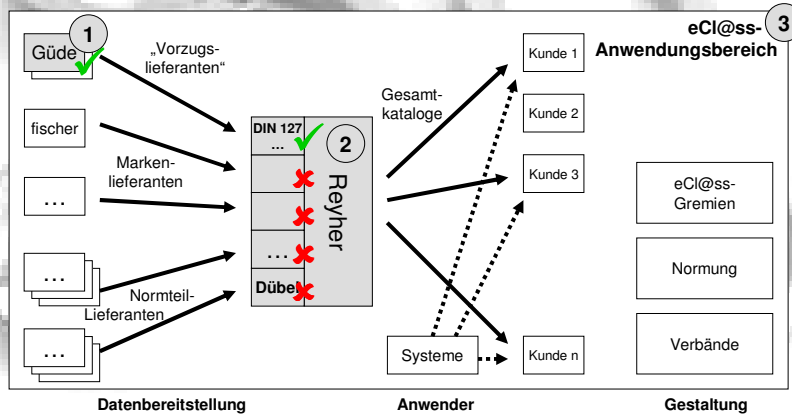 1
Güde
fischer
...
...
...
„Vorzugs-
lieferanten“
Marken-
lieferanten
Normteil-
Lieferanten
DIN 127
...
...
Dübel
2
Reyher
Gesamt-
kataloge
Systeme
Kunde 1
Kunde 2
Kunde 3
Kunde n
eCl@ss-
Anwendungsbereich
3
eCl@ss-
Gremien
Normung
Verbände
Datenbereitstellung
Anwender
Gestaltung